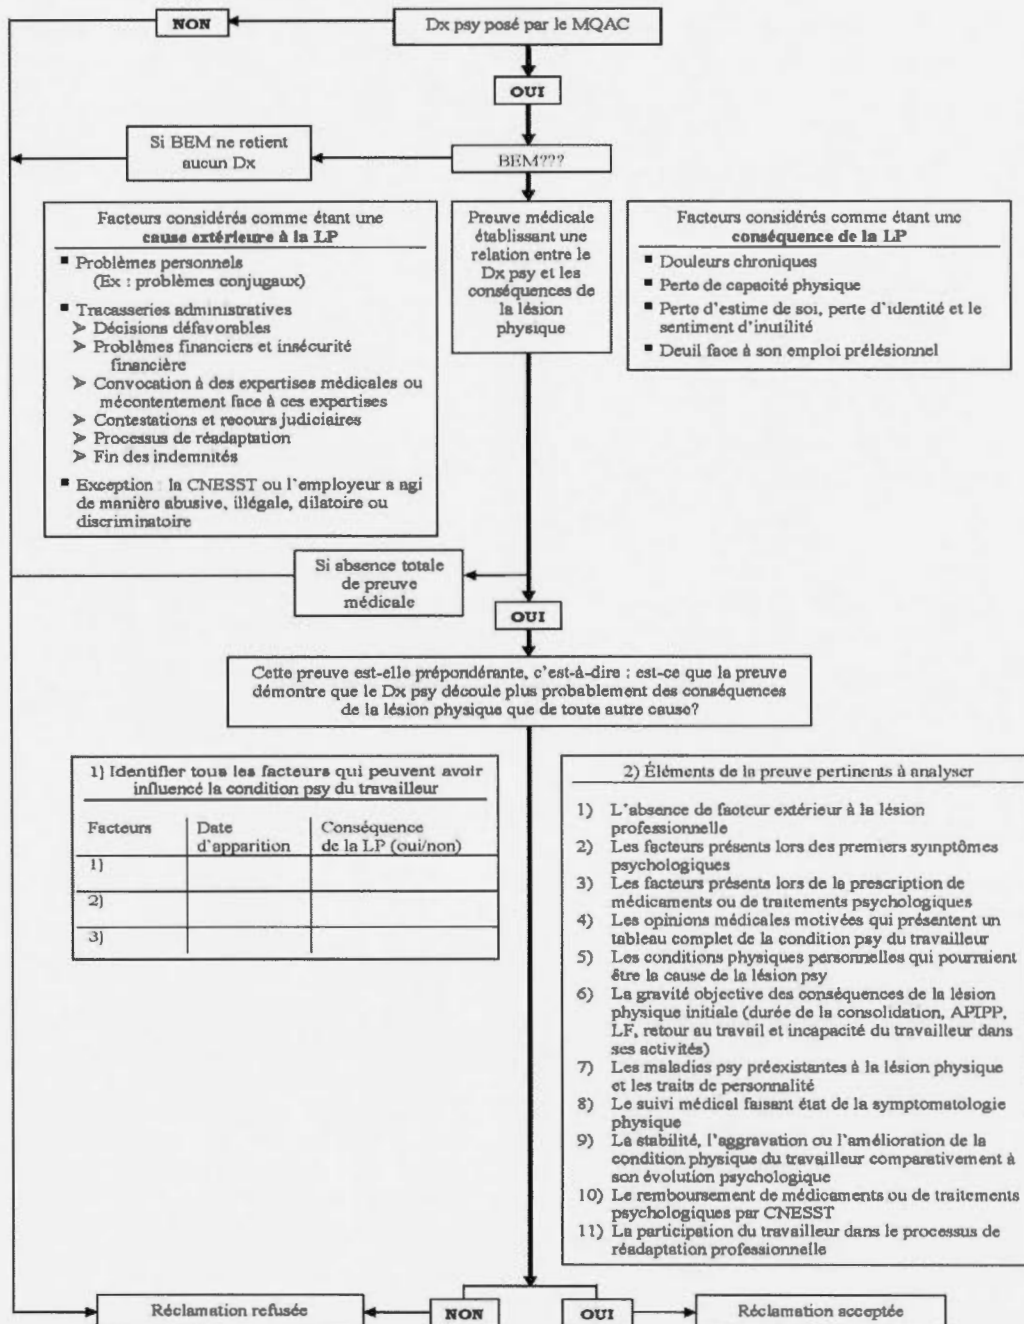 NON
Dx psy posé par le MQAC
OUI
Si BEM ne retient
aucun Dx
BEM???
Facteurs considérés comme étant une
cause extérieure à la LP
■ Problèmes personnels
(Ex : problèmes conjugaux)
■ Tracasseries administratives
➢ Décisions défavorables
➢ Problèmes financiers et insécurité
financière
➢ Convocation à des expertises médicales ou
mécontentement face à ces expertises
➢ Contestations et recours judiciaires
➢ Processus de réadaptation
➢ Fin des indemnités
■ Exception : la CNESST ou l'employeur a agi
de manière abusive, illégale, dilatoire ou
discriminatoire
Preuve médicale
établissant une
relation entre le
Dx psy et les
conséquences de
la lésion
physique
Facteurs considérés comme étant une
conséquence de la LP
■ Douleurs chroniques
■ Perte de capacité physique
■ Perte d'estime de soi, perte d'identité et le
sentiment d'inutilité
■ Deuil face à son emploi prélésionnel
Si absence totale
de preuve
médicale
OUI
Cette preuve est-elle prépondérante, c'est-à-dire : est-ce que la preuve
démontre que le Dx psy découle plus probablement des conséquences
de la lésion physique que de toute autre cause?
1) Identifier tous les facteurs qui peuvent avoir
influencé la condition psy du travailleur
Facteurs Date Conséquence
d'apparition de la LP (oui/non)
1)
2)
3)
2) Éléments de la preuve pertinents à analyser
1) L'absence de facteur extérieur à la lésion
professionnelle
2) Les facteurs présents lors des premiers symptômes
psychologiques
3) Les facteurs présents lors de la prescription de
médicaments ou de traitements psychologiques
4) Les opinions médicales motivées qui présentent un
tableau complet de la condition psy du travailleur
5) Les conditions physiques personnelles qui pourraient
être la cause de la lésion psy
6) La gravité objective des conséquences de la lésion
physique initiale (durée de la consolidation, APIPP,
LF, retour au travail et incapacité du travailleur dans
ses activités)
7) Les maladies psy préexistantes à la lésion physique
et les traits de personnalité
8) Le suivi médical faisant état de la symptomatologie
physique
9) La stabilité, l'aggravation ou l'amélioration de la
condition physique du travailleur comparativement à
son évolution psychologique
10) Le remboursement de médicaments ou de traitements
psychologiques par CNESST
11) La participation du travailleur dans le processus de
réadaptation professionnelle
Réclamation refusée
NON
OUI
Réclamation acceptée